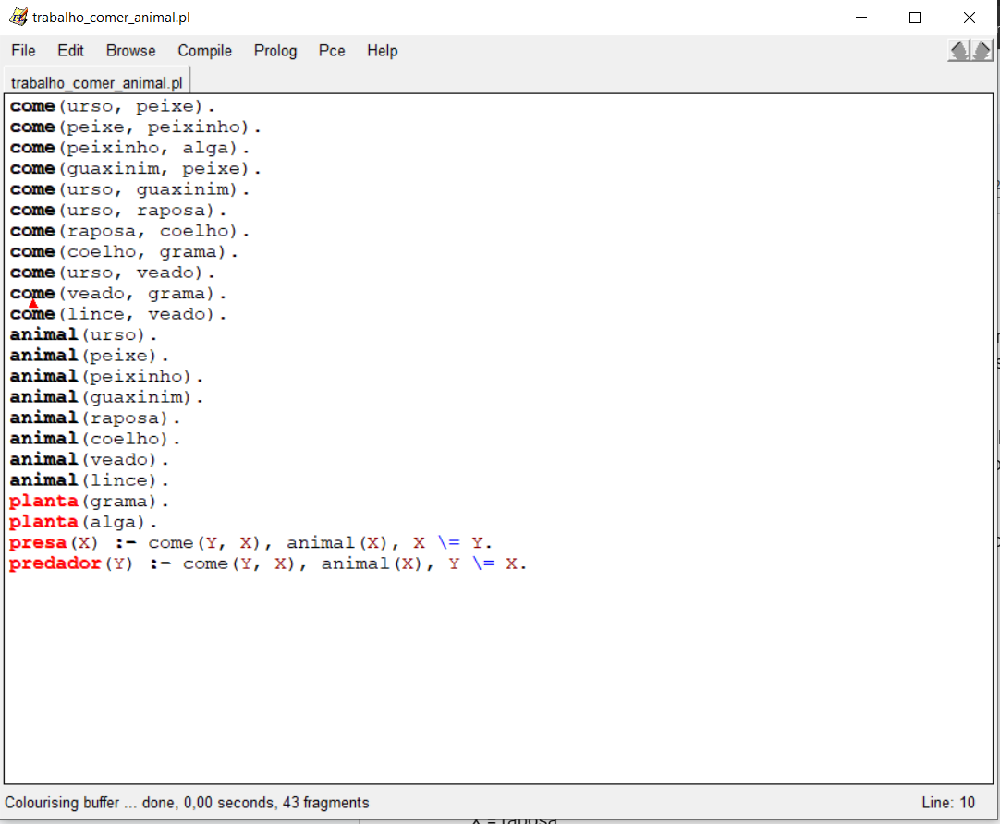 trabalho_comer_animal.pl
File Edit Browse Compile Prolog Pce Help
trabalho_comer_animal.pl
come(urso, peixe).
come(peixe, peixinho).
come(peixinho, alga).
come(guaxinim, peixe).
come(urso, guaxinim).
come(urso, raposa).
come(raposa, coelho).
come(coelho, grama).
come(urso, veado).
come(veado, grama).
come(lince, veado).
animal(urso).
animal(peixe).
animal(peixinho).
animal(guaxinim).
animal(raposa).
animal(coelho).
animal(veado).
animal(lince).
planta(grama).
planta(alga).
presa(X) :- come(Y, X), animal(X), X \= Y.
predador(Y) :- come(Y, X), animal(X), Y \= X.
Colourising buffer ... done, 0,00 seconds, 43 fragments Line: 10